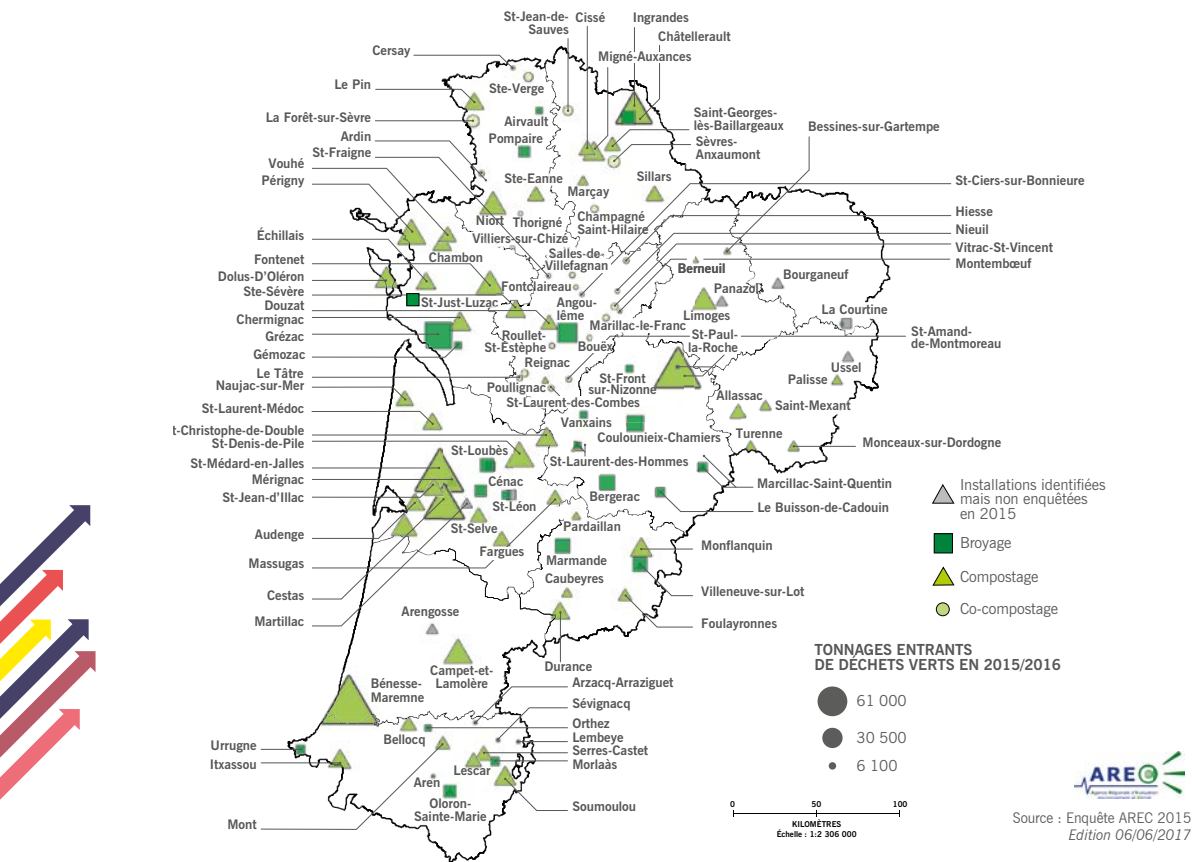 St-Jean-de-
Sauves
Cissé
Ingrandes
Châtellerault
Migné-Auxances
Cersay
Ste-Verge
Le Pin
La Forêt-sur-Sèvre
Airvault
Pompaire
Saint-Georges-
lès-Baillargeaux
Sèvres-
Anxaumont
Bessines-sur-Gartempe
Ardin
St-Fraigne
Vouhé
Périgny
Ste-Eanne
Marçay
Sillars
St-Ciers-sur-Bonnieure
Niort
Thorigné
Champagné
Saint-Hilaire
Hiesse
Nieuil
Vitrac-St-Vincent
Montembœuf
Échillais
Villiers-sur-Chizé
Chambon
Salles-de-
Villefagnan
Berneuil
Bourganeuf
Fontenet
Dolus-D'Oléron
Ste-Sévère
Fontclaireau
Panazol
Limoges
St-Just-Luzac
Douzat
Chermignac
Angou-
lême
Marillac-le-Franc
La Courtine
St-Amand-
de-Montmoreau
Grézac
Gémozac
Roullet-
St-Estèphe
Bouëx
St-Paul-
la-Roche
Le Tâtre
Reignac
Poullignac
St-Front
sur-Nizonne
Ussel
Palisse
Naujac-sur-Mer
St-Laurent-des-Combes
Allassac
Saint-Mexant
St-Laurent-Médoc
Vanxains
Coulounieix-Chamiers
Turenne
Monceaux-sur-Dordogne
t-Christophe-de-Double
St-Denis-de-Pile
St-Loubès
St-Laurent-des-Hommes
St-Médard-en-Jalles
Mérignac
St-Jean-d'Illac
Cénac
St-Léon
Bergerac
Marcillac-Saint-Quentin
Le Buisson-de-Cadouin
Audenge
St-Selve
Fargues
Pardaillan
Massugas
Marmande
Monflanquin
Caubeyres
Cestas
Villeneuve-sur-Lot
Martillac
Foulayronnes
Arengosse
Campet-et-
Lamolère
Durance
Bénesse-
Maremne
Arzacq-Arraziguet
Sévignacq
Orthez
Bellocq
Lembeye
Serres-Castet
Morlaàs
Urrugne
Itxassou
Lescar
Aren
Oloron-
Sainte-Marie
Soumoulou
Mont
Installations identifiées
mais non enquêtées
en 2015
Broyage
Compostage
Co-compostage
TONNAGES ENTRANTS
DE DÉCHETS VERTS EN 2015/2016
61 000
30 500
6 100
0 50 100
KILOMÈTRES
Échelle : 1:2 306 000
AREC
Source : Enquête AREC 2015
Edition 06/06/2017